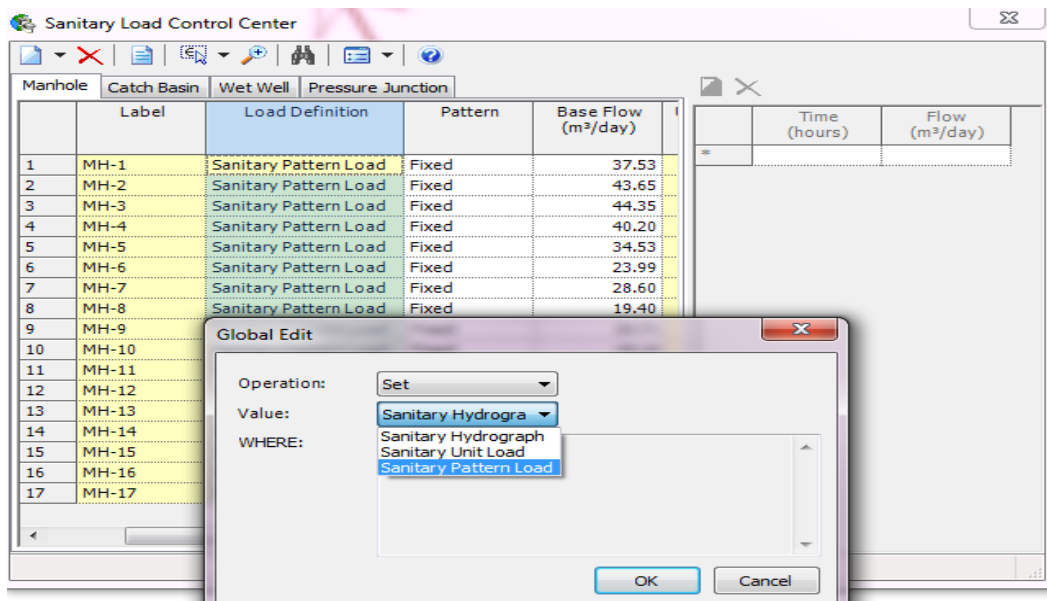 Sanitary Load Control Center
Manhole Catch Basin Wet Well Pressure Junction
Label Load Definition Pattern Base Flow (m³/day)
Time (hours) Flow (m³/day)
*
1 MH-1 Sanitary Pattern Load Fixed 37.53
2 MH-2 Sanitary Pattern Load Fixed 43.65
3 MH-3 Sanitary Pattern Load Fixed 44.35
4 MH-4 Sanitary Pattern Load Fixed 40.20
5 MH-5 Sanitary Pattern Load Fixed 34.53
6 MH-6 Sanitary Pattern Load Fixed 23.99
7 MH-7 Sanitary Pattern Load Fixed 28.60
8 MH-8 Sanitary Pattern Load Fixed 19.40
9 MH-9
10 MH-10
11 MH-11
12 MH-12
13 MH-13
14 MH-14
15 MH-15
16 MH-16
17 MH-17
Global Edit
Operation: Set
Value: Sanitary Hydrogra
WHERE:
Sanitary Hydrograph
Sanitary Unit Load
Sanitary Pattern Load
OK Cancel